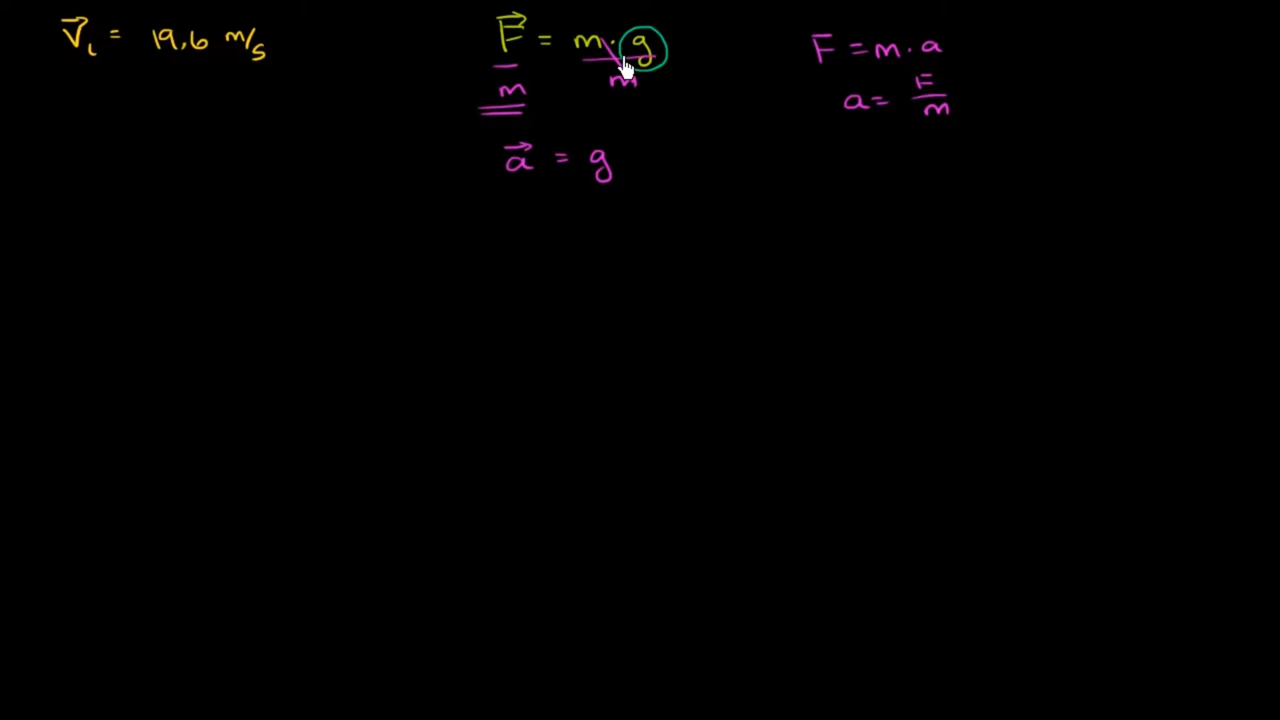 v⃗ᵢ = 19,6 m/s
F⃗ = m · g
m m
a⃗ = g
F = m · a
a = F/m